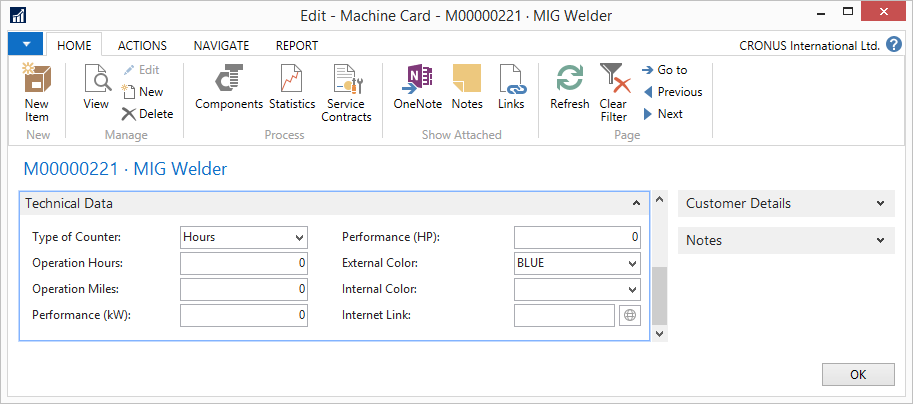 Edit - Machine Card - M00000221 · MIG Welder
HOME ACTIONS NAVIGATE REPORT CRONUS International Ltd. ?
New Item
New
View
Edit
New
Delete
Manage
Components
Statistics
Service Contracts
Process
OneNote
Notes
Links
Show Attached
Refresh
Clear Filter
Go to
Previous
Next
Page
M00000221 · MIG Welder
Technical Data
Type of Counter: Hours
Operation Hours: 0
Operation Miles: 0
Performance (kW): 0
Performance (HP): 0
External Color: BLUE
Internal Color:
Internet Link:
Customer Details
Notes
OK